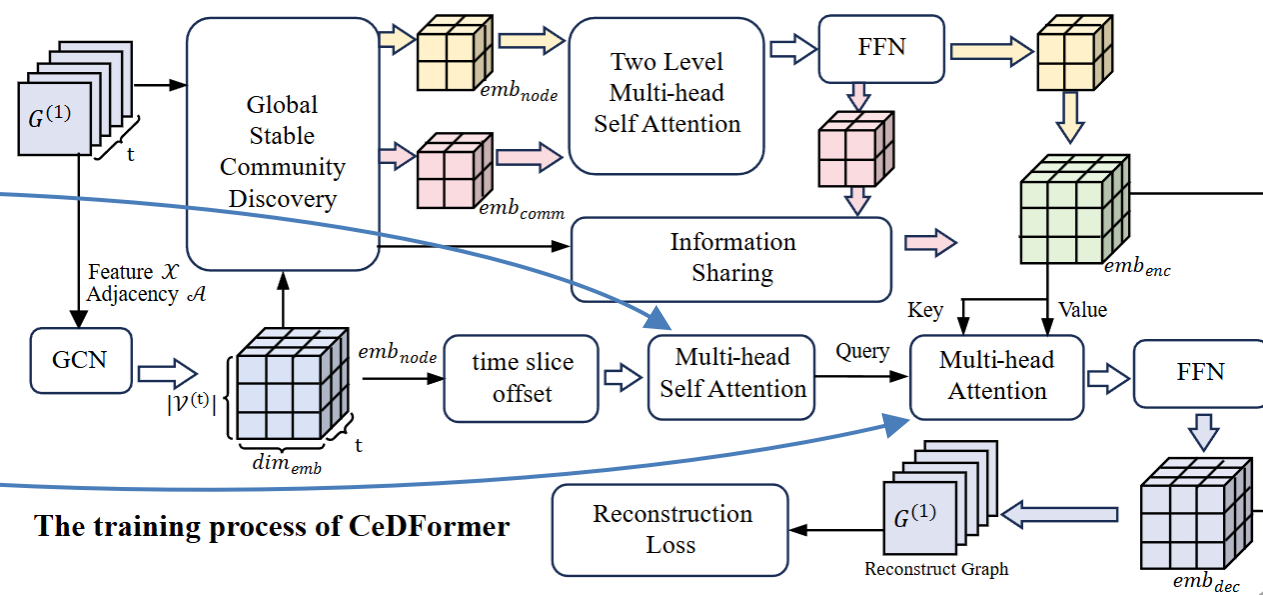 G^(1)
t
Global
Stable
Community
Discovery
emb_node
emb_comm
Two Level
Multi-head
Self Attention
FFN
Information
Sharing
emb_enc
Feature 𝒳
Adjacency 𝒜
GCN
|𝒱^(t)|
dim_emb
t
emb_node
time slice
offset
Multi-head
Self Attention
Query
Key
Value
Multi-head
Attention
FFN
emb_dec
G^(1)
Reconstruct Graph
Reconstruction
Loss
The training process of CeDFormer